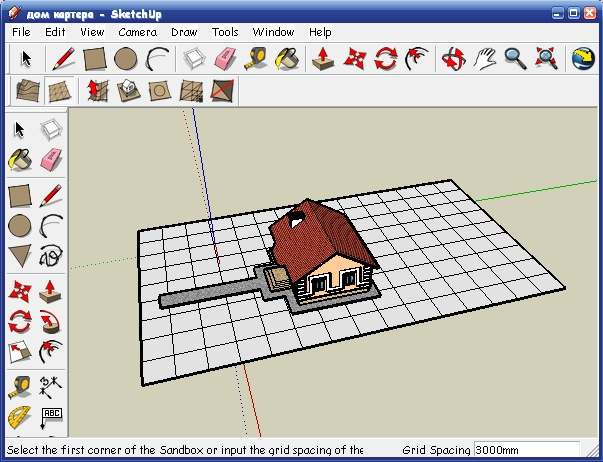 дом картера - SketchUp
File Edit View Camera Draw Tools Window Help
ABC
Select the first corner of the Sandbox or input the grid spacing of the Grid Spacing 3000mm